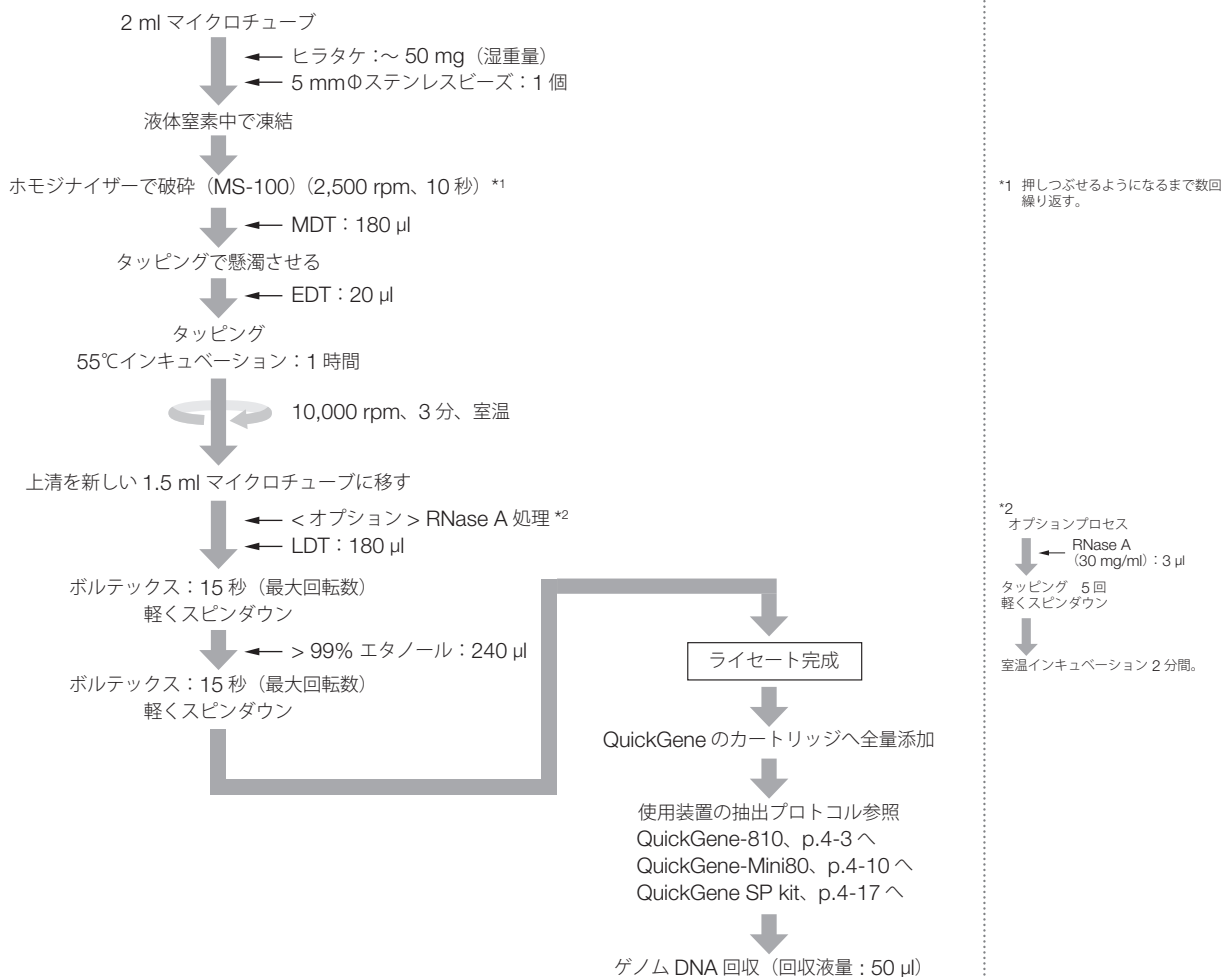 2 ml マイクロチューブ
ヒラタケ：～ 50 mg（湿重量）
5 mmΦステンレスビーズ：1 個
液体窒素中で凍結
ホモジナイザーで破砕（MS-100）（2,500 rpm、10 秒）*1
MDT：180 µl
タッピングで懸濁させる
EDT：20 µl
タッピング
55℃インキュベーション：1 時間
10,000 rpm、3 分、室温
上清を新しい 1.5 ml マイクロチューブに移す
< オプション > RNase A 処理 *2
LDT：180 µl
ボルテックス：15 秒（最大回転数）
軽くスピンダウン
> 99% エタノール：240 µl
ボルテックス：15 秒（最大回転数）
軽くスピンダウン
ライセート完成
QuickGene のカートリッジへ全量添加
使用装置の抽出プロトコル参照
QuickGene-810、p.4-3 へ
QuickGene-Mini80、p.4-10 へ
QuickGene SP kit、p.4-17 へ
ゲノム DNA 回収（回収液量：50 µl）
*1 押しつぶせるようになるまで数回
繰り返す。
*2
オプションプロセス
RNase A
（30 mg/ml）：3 µl
タッピング 5 回
軽くスピンダウン
室温インキュベーション 2 分間。